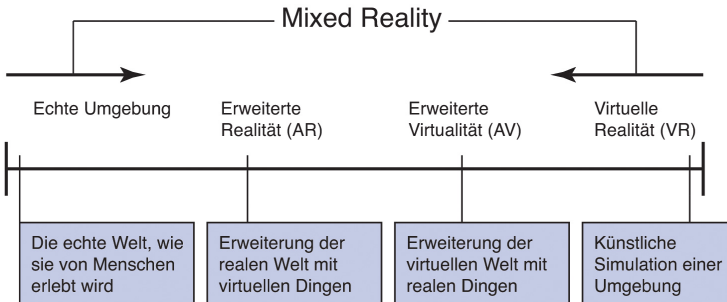 Mixed Reality
Echte Umgebung
Erweiterte
Realität (AR)
Erweiterte
Virtualität (AV)
Virtuelle
Realität (VR)
Die echte Welt, wie
sie von Menschen
erlebt wird
Erweiterung der
realen Welt mit
virtuellen Dingen
Erweiterung der
virtuellen Welt mit
realen Dingen
Künstliche
Simulation einer
Umgebung